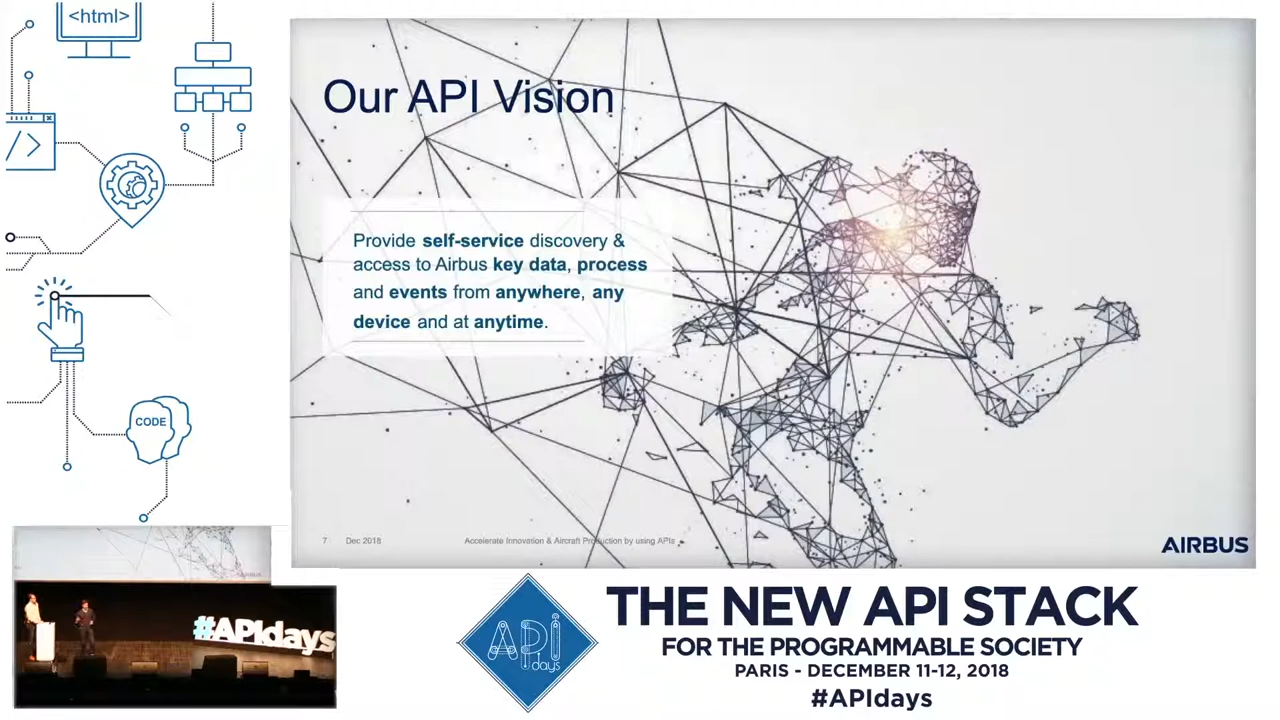 <html>
</>
CODE
Our API Vision
Provide self-service discovery &
access to Airbus key data, process
and events from anywhere, any
device and at anytime.
7 Dec 2018 Accelerate Innovation & Aircraft Production by using APIs
AIRBUS
#APIdays
API
days
THE NEW API STACK
FOR THE PROGRAMMABLE SOCIETY
PARIS - DECEMBER 11-12, 2018
#APIdays